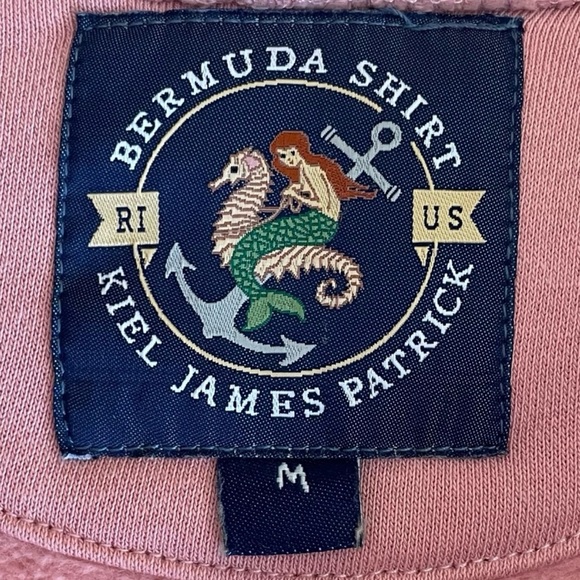 BERMUDA SHIRT
RI US
KIEL JAMES PATRICK
M